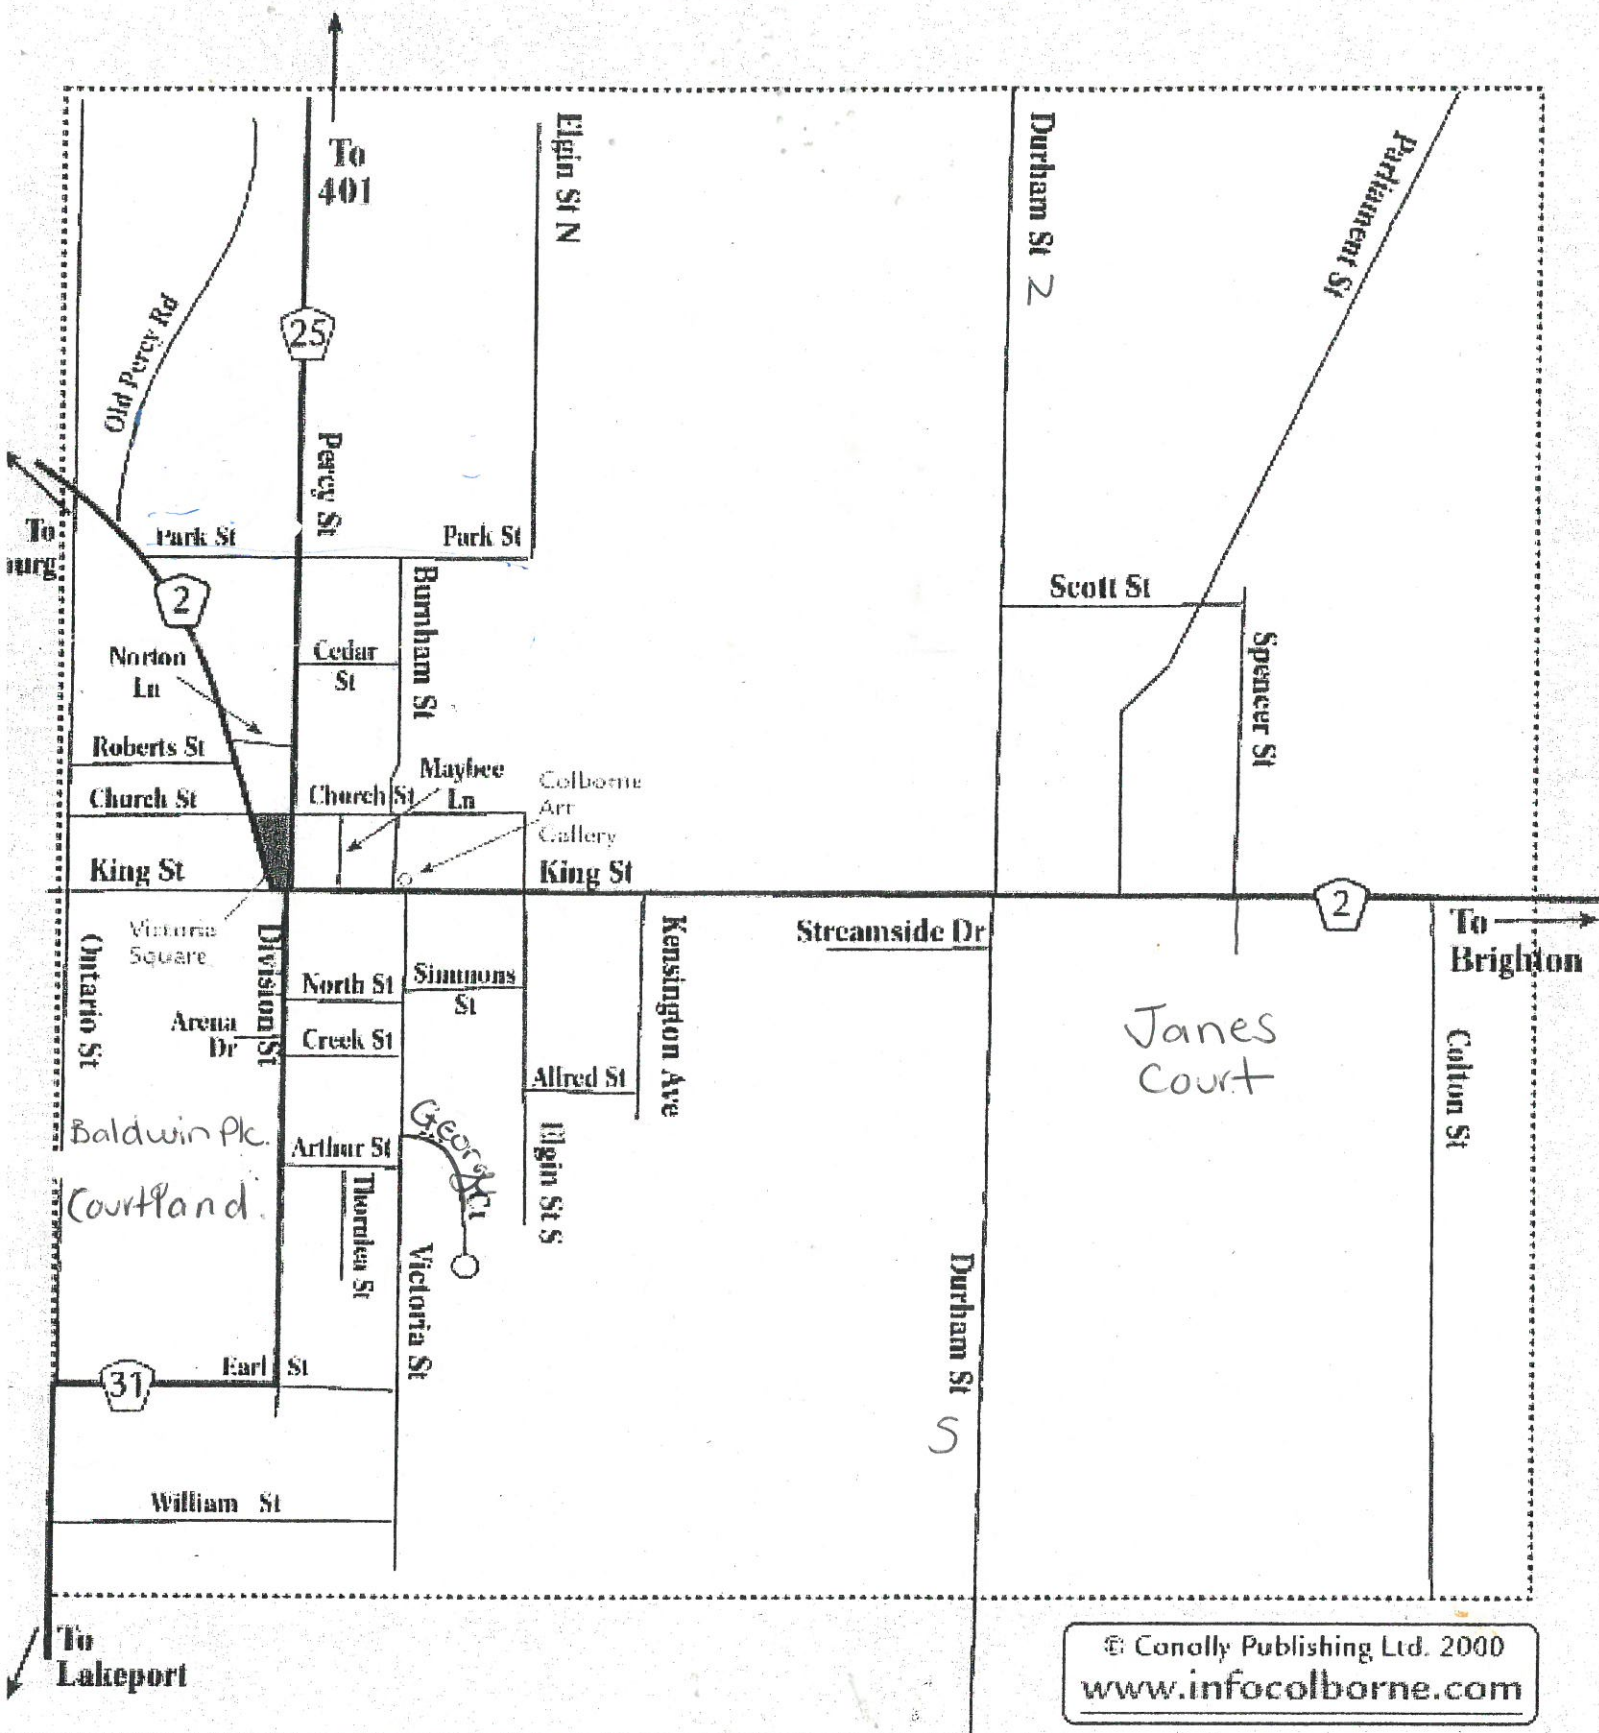 To
401
Elgin St N
Durham St
2
Parliament St
Old Percy Rd
25
Percy St
To
urg
Park St
Park St
2
Burnham St
Scott St
Spencer St
Norton
Ln
Cedar
St
Roberts St
Church St
Church St
Maybee
Ln
Colborne
Art
Gallery
King St
King St
2
To
Brighton
Victoria
Square
Ontario St
Division St
Streamside Dr
Kensington Ave
North St
Simmons
St
Arena
Dr
Creek St
Alfred St
Janes
Court
Colton St
Baldwin Plc.
Arthur St
George Ct
Elgin St S
Courtland
Thornlea St
Victoria St
Durham St
S
Earl St
31
William St
To
Lakeport
© Conolly Publishing Ltd. 2000
www.infocolborne.com